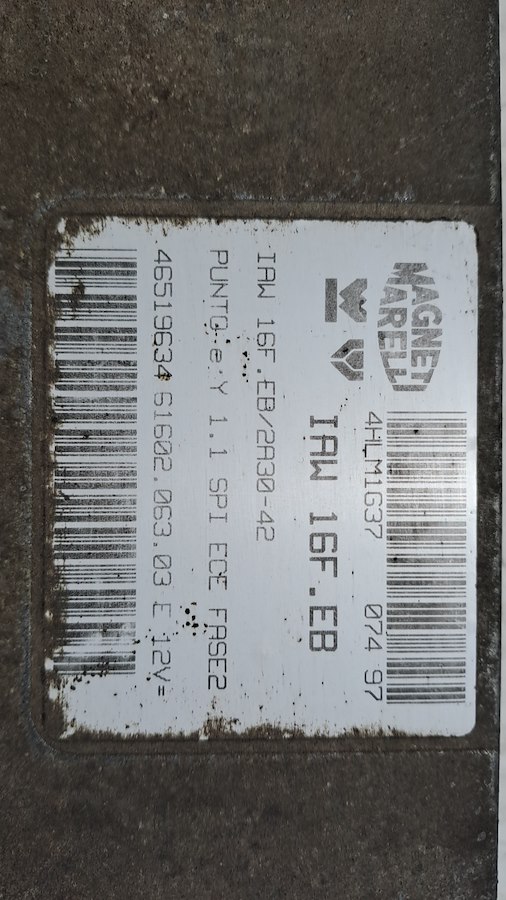 MAGNETI
MARELLI
4HLM1637 074 97
IAW 16F.EB
IAW 16F.EB/2A30-42
PUNTO e Y 1.1 SPI ECE FASE2
46519634 61602.063.03 E 12V=